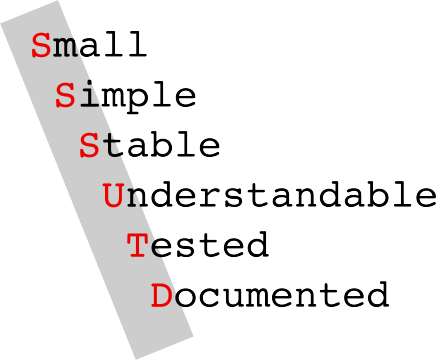 Small
Simple
Stable
Understandable
Tested
Documented